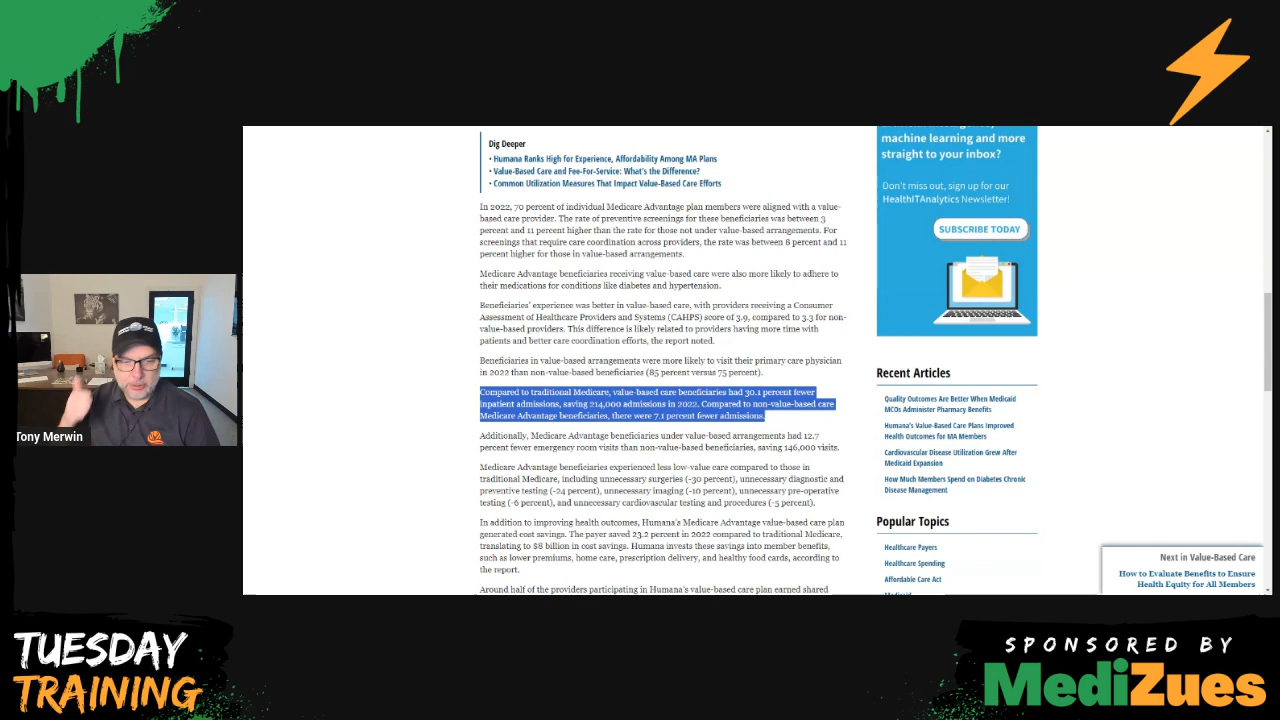 machine learning and more
straight to your inbox?
Don't miss out, sign up for our
HealthITAnalytics Newsletter!
SUBSCRIBE TODAY
Dig Deeper
• Humana Ranks High for Experience, Affordability Among MA Plans
• Value-Based Care and Fee-For-Service: What's the Difference?
• Common Utilization Measures That Impact Value-Based Care Efforts
In 2022, 70 percent of individual Medicare Advantage plan members were aligned with a value-
based care provider. The rate of preventive screenings for these beneficiaries was between 3
percent and 11 percent higher than the rate for those not under value-based arrangements. For
screenings that require care coordination across providers, the rate was between 8 percent and 11
percent higher for those in value-based arrangements.
Medicare Advantage beneficiaries receiving value-based care were also more likely to adhere to
their medications for conditions like diabetes and hypertension.
Beneficiaries' experience was better in value-based care, with providers receiving a Consumer
Assessment of Healthcare Providers and Systems (CAHPS) score of 3.9, compared to 3.3 for non-
value-based providers. This difference is likely related to providers having more time with
patients and better care coordination efforts, the report noted.
Beneficiaries in value-based arrangements were more likely to visit their primary care physician
in 2022 than non-value-based beneficiaries (85 percent versus 75 percent).
Compared to traditional Medicare, value-based care beneficiaries had 30.1 percent fewer
inpatient admissions, saving 214,000 admissions in 2022. Compared to non-value-based care
Medicare Advantage beneficiaries, there were 7.1 percent fewer admissions.
Additionally, Medicare Advantage beneficiaries under value-based arrangements had 12.7
percent fewer emergency room visits than non-value-based beneficiaries, saving 146,000 visits.
Medicare Advantage beneficiaries experienced less low-value care compared to those in
traditional Medicare, including unnecessary surgeries (-30 percent), unnecessary diagnostic and
preventive testing (-24 percent), unnecessary imaging (-10 percent), unnecessary pre-operative
testing (-6 percent), and unnecessary cardiovascular testing and procedures (-5 percent).
In addition to improving health outcomes, Humana's Medicare Advantage value-based care plan
generated cost savings. The payer saved 23.2 percent in 2022 compared to traditional Medicare,
translating to $8 billion in cost savings. Humana invests these savings into member benefits,
such as lower premiums, home care, prescription delivery, and healthy food cards, according to
the report.
Around half of the providers participating in Humana's value-based care plan earned shared
Recent Articles
Quality Outcomes Are Better When Medicaid
MCOs Administer Pharmacy Benefits
Humana's Value-Based Care Plans Improved
Health Outcomes for MA Members
Cardiovascular Disease Utilization Grew After
Medicaid Expansion
How Much Members Spend on Diabetes Chronic
Disease Management
Popular Topics
Healthcare Payers
Healthcare Spending
Affordable Care Act
Next in Value-Based Care
How to Evaluate Benefits to Ensure
Health Equity for All Members
Tony Merwin
TUESDAY
TRAINING
SPONSORED BY
MediZues